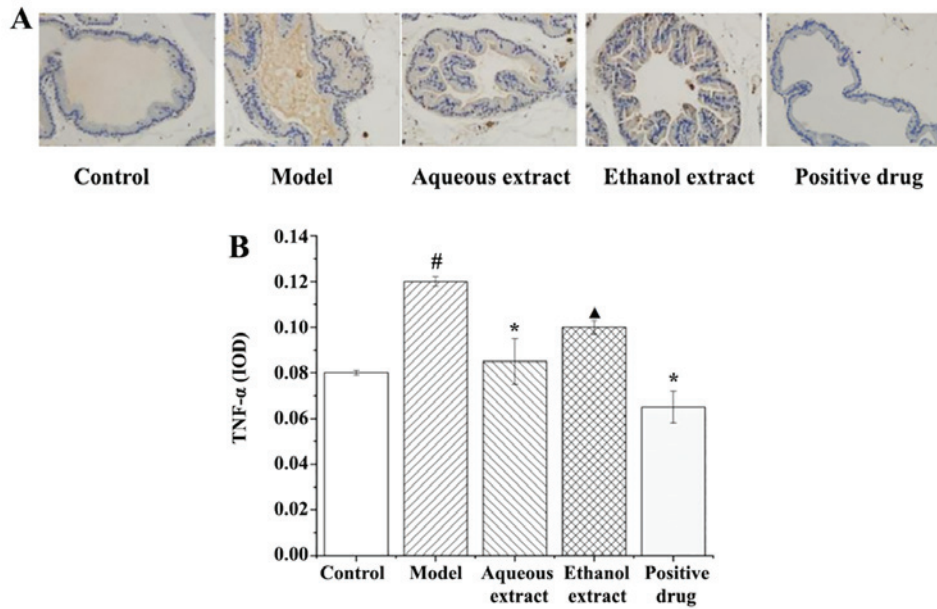 A
Control Model Aqueous extract Ethanol extract Positive drug
B
TNF-α (IOD)
0.14
0.12
0.10
0.08
0.06
0.04
0.02
0.00
#
*
▲
*
Control Model Aqueous extract Ethanol extract Positive drug